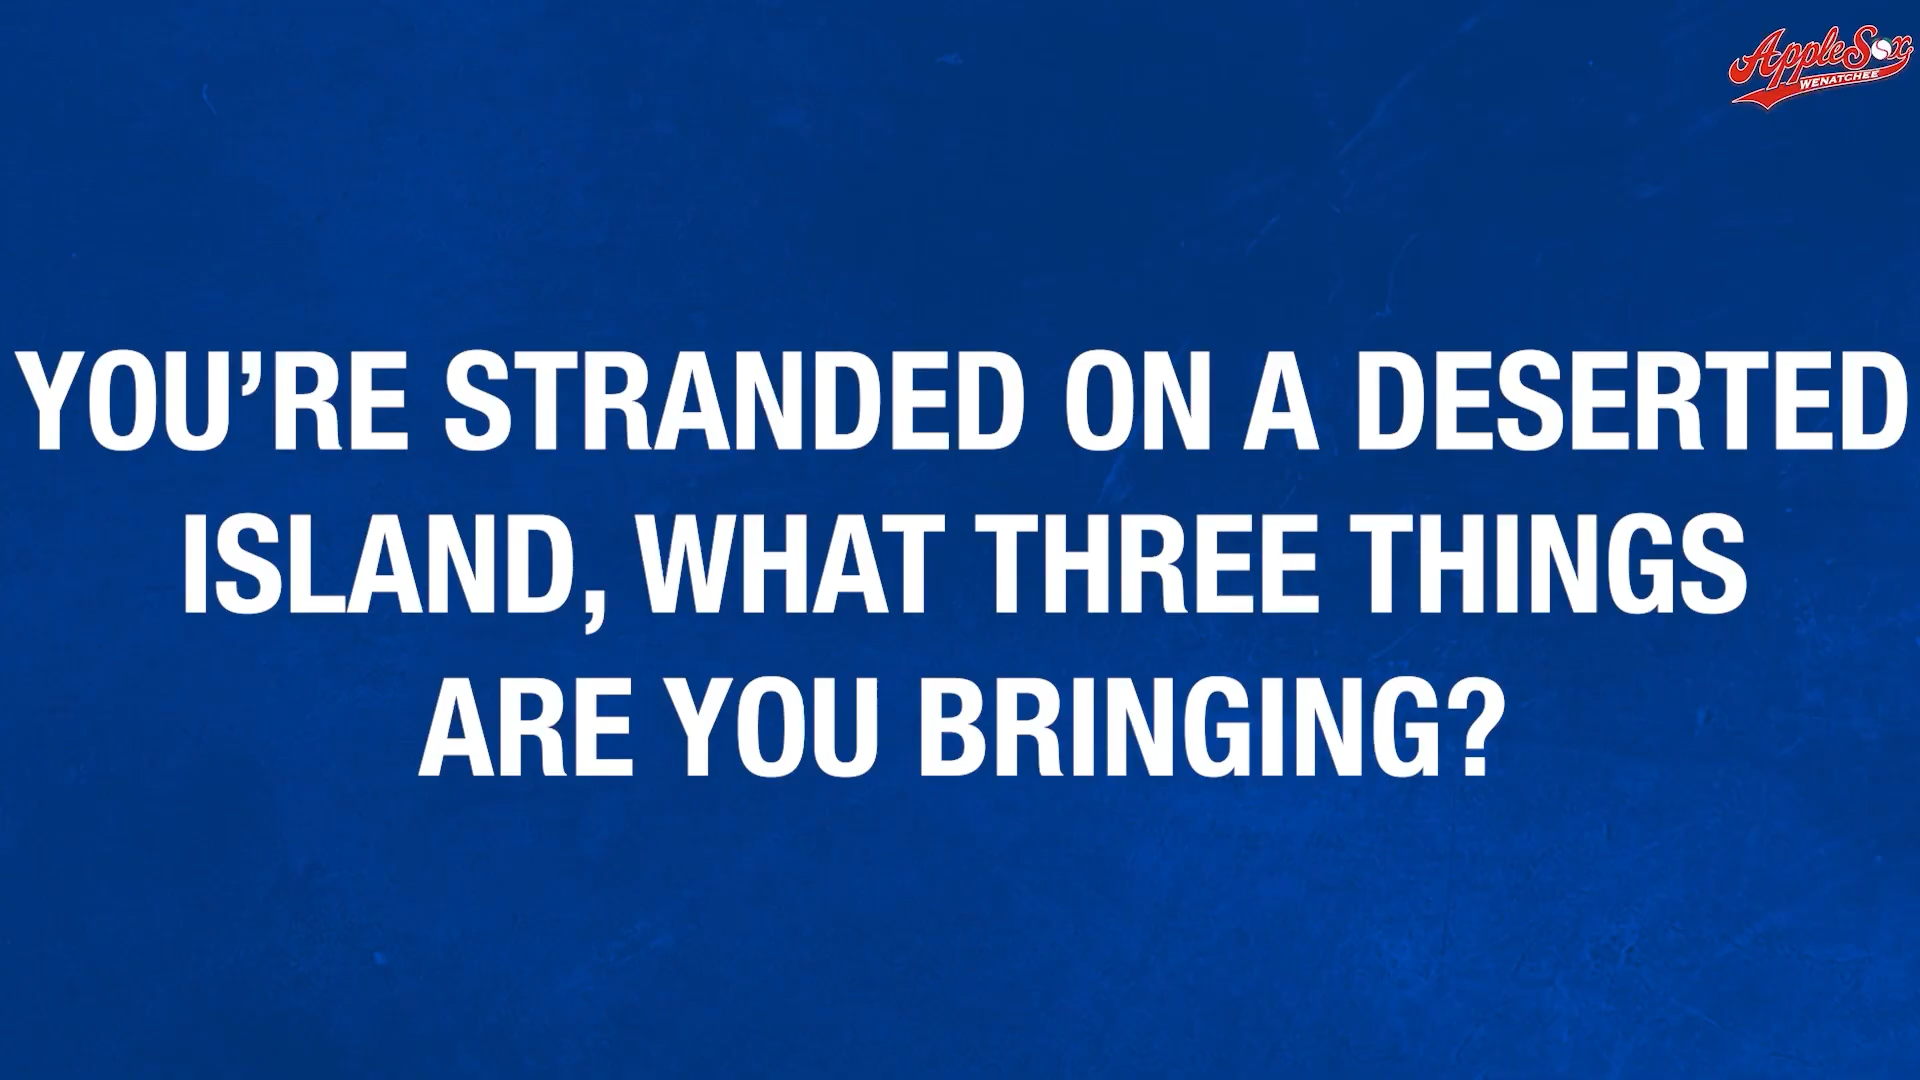 AppleSox
WENATCHEE
YOU’RE STRANDED ON A DESERTED
ISLAND, WHAT THREE THINGS
ARE YOU BRINGING?